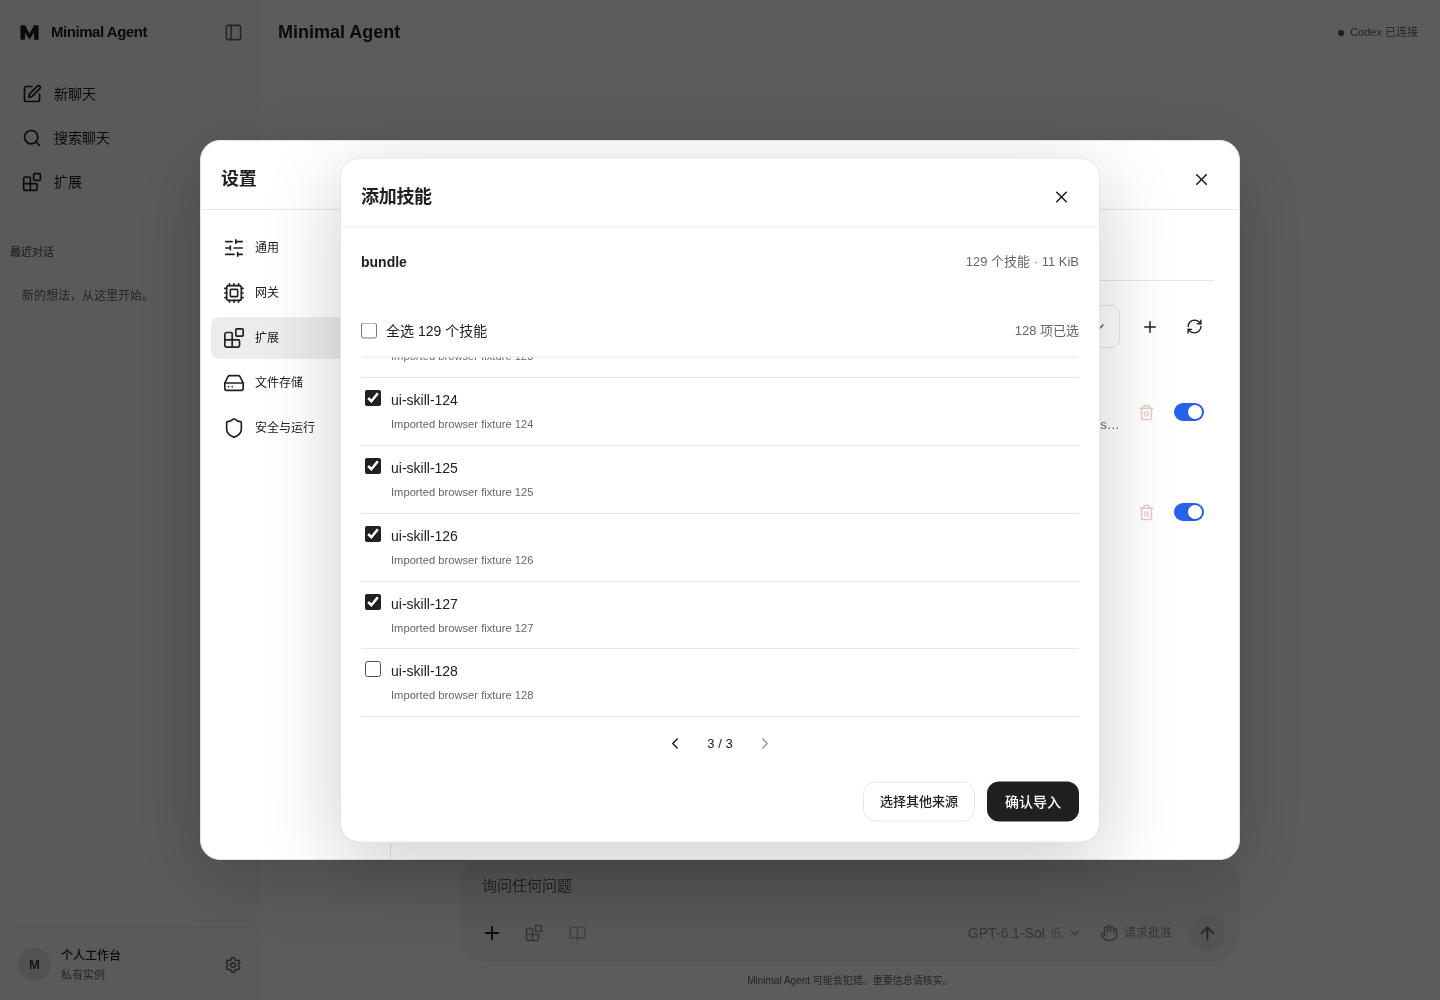 Minimal Agent
Minimal Agent
Codex 已连接
新聊天
搜索聊天
扩展
最近对话
新的想法，从这里开始。
设置
通用
网关
扩展
文件存储
安全与运行
s...
添加技能
bundle
129 个技能 · 11 KiB
全选 129 个技能
128 项已选
Imported browser fixture 123
ui-skill-124
Imported browser fixture 124
ui-skill-125
Imported browser fixture 125
ui-skill-126
Imported browser fixture 126
ui-skill-127
Imported browser fixture 127
ui-skill-128
Imported browser fixture 128
3 / 3
选择其他来源
确认导入
询问任何问题
GPT-6.1-Sol 低
请求批准
M
个人工作台
私有实例
Minimal Agent 可能会犯错。重要信息请核实。